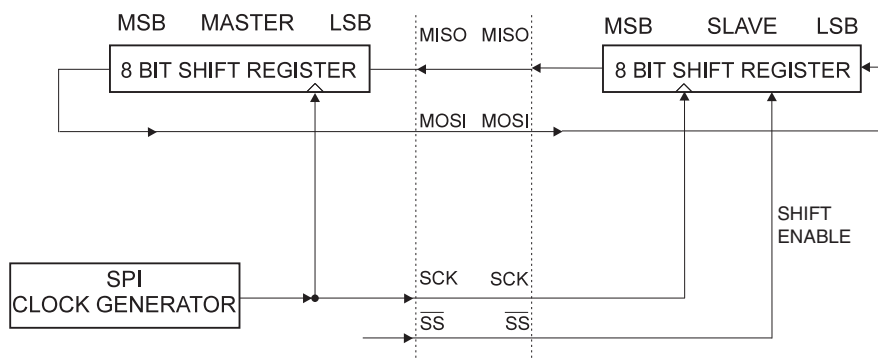 MSB MASTER LSB
MISO MISO
MSB SLAVE LSB
8 BIT SHIFT REGISTER
8 BIT SHIFT REGISTER
MOSI MOSI
SHIFT
ENABLE
SPI
CLOCK GENERATOR
SCK SCK
SS SS